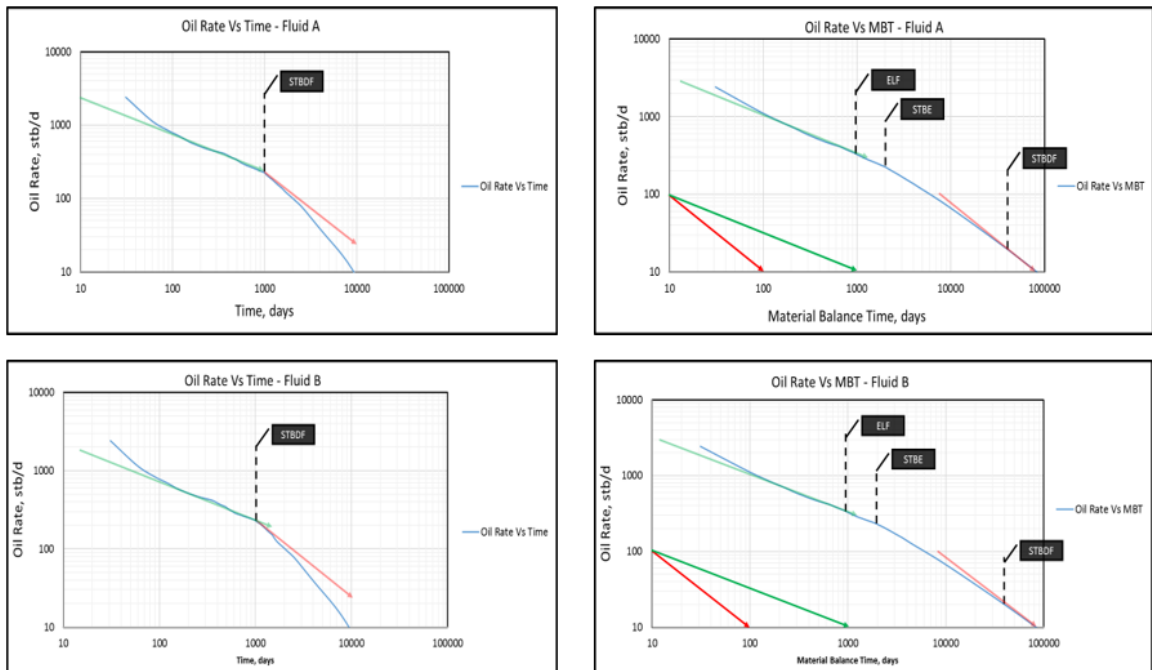 Oil Rate Vs Time - Fluid A
10000
1000
100
10
Oil Rate, stb/d
STBDF
Oil Rate Vs Time
10 100 1000 10000 100000
Time, days
Oil Rate Vs MBT - Fluid A
10000
1000
100
10
Oil Rate, stb/d
ELF
STBE
STBDF
Oil Rate Vs MBT
10 100 1000 10000 100000
Material Balance Time, days
Oil Rate Vs Time - Fluid B
10000
1000
100
10
Oil Rate, stb/d
STBDF
Oil Rate Vs Time
10 100 1000 10000 100000
Time, days
Oil Rate Vs MBT - Fluid B
10000
1000
100
10
Oil Rate, stb/d
ELF
STBE
STBDF
Oil Rate Vs MBT
10 100 1000 10000 100000
Material Balance Time, days